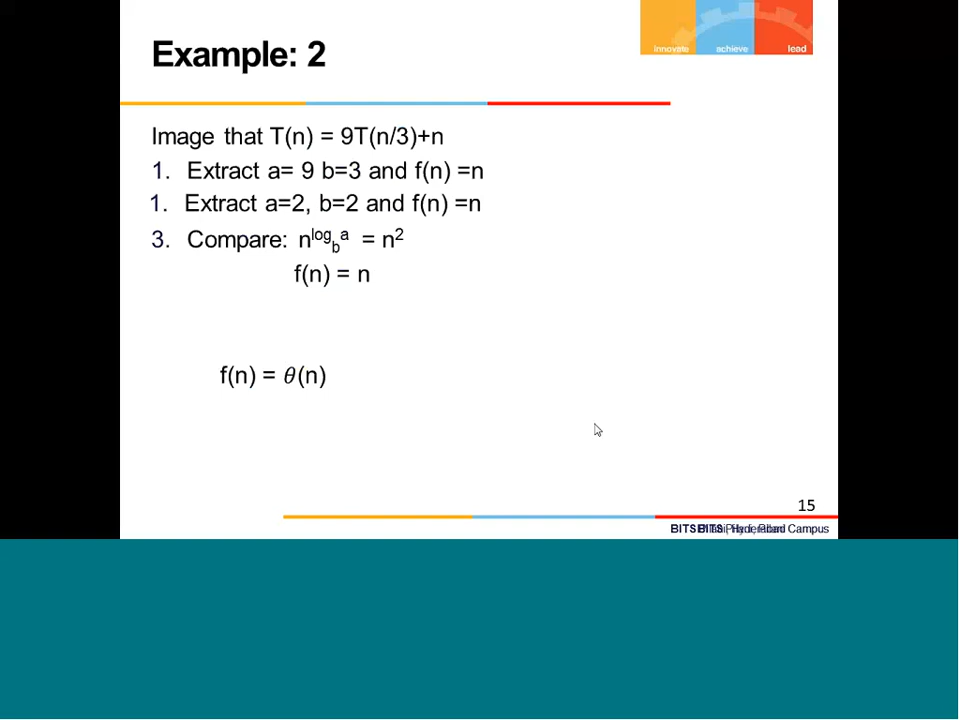 Example: 2
innovate achieve lead
Image that T(n) = 9T(n/3)+n
1. Extract a= 9 b=3 and f(n) =n
1. Extract a=2, b=2 and f(n) =n
3. Compare: n^log_b a = n^2
f(n) = n
f(n) = θ(n)
15
Campus